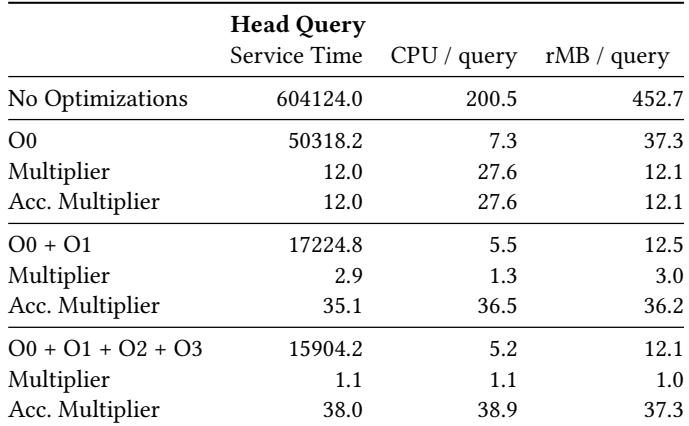 Head Query
Service Time CPU / query rMB / query
No Optimizations 604124.0 200.5 452.7
O0 50318.2 7.3 37.3
Multiplier 12.0 27.6 12.1
Acc. Multiplier 12.0 27.6 12.1
O0 + O1 17224.8 5.5 12.5
Multiplier 2.9 1.3 3.0
Acc. Multiplier 35.1 36.5 36.2
O0 + O1 + O2 + O3 15904.2 5.2 12.1
Multiplier 1.1 1.1 1.0
Acc. Multiplier 38.0 38.9 37.3